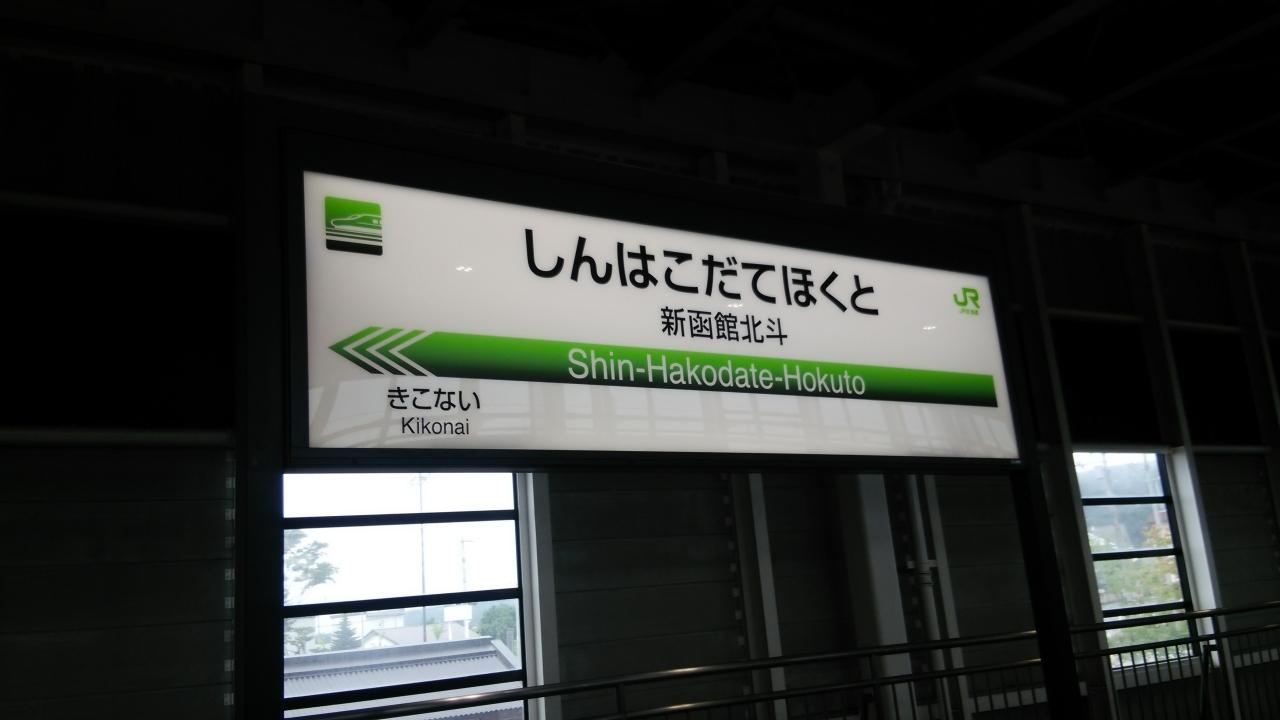 しんはこだてほくと
JR
新函館北斗
Shin-Hakodate-Hokuto
きこない
Kikonai